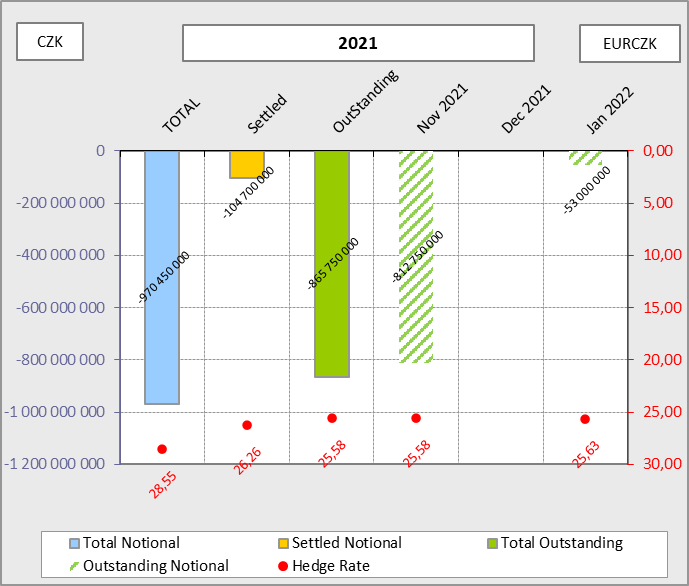 CZK
2021
EURCZK
TOTAL
Settled
OutStanding
Nov 2021
Dec 2021
Jan 2022
0
-200 000 000
-400 000 000
-600 000 000
-800 000 000
-1 000 000 000
-1 200 000 000
-970 450 000
-104 700 000
-865 750 000
-812 750 000
-53 000 000
28,55
26,26
25,58
25,58
25,63
0,00
5,00
10,00
15,00
20,00
25,00
30,00
Total Notional
Settled Notional
Total Outstanding
Outstanding Notional
Hedge Rate